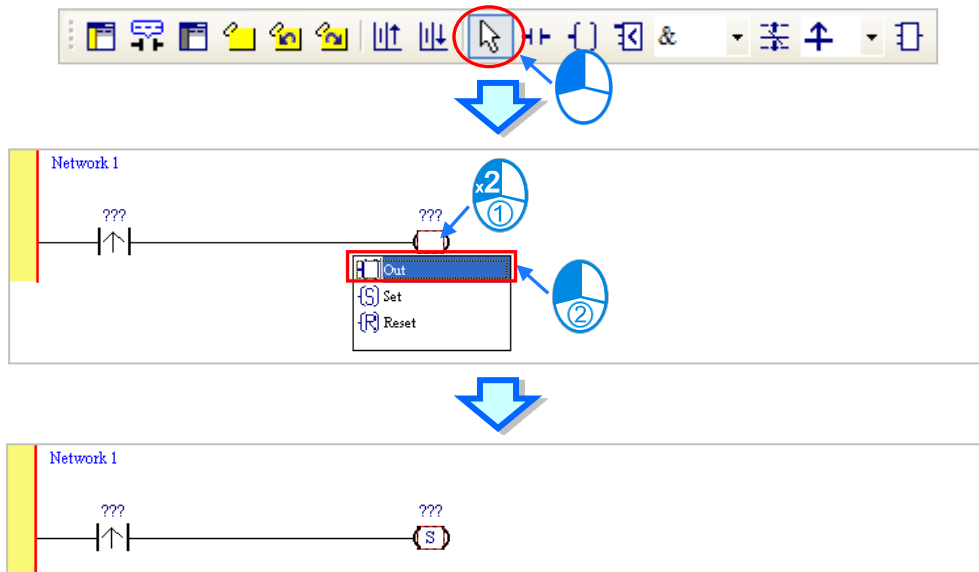 &
Network 1
x2
①
??? ???
Out
(S) Set
(R) Reset
②
Network 1
??? ???
S